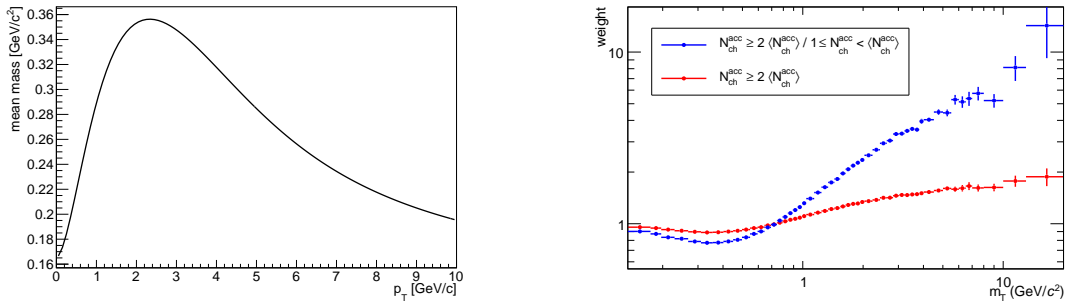 mean mass [GeV/c²]
0.36
0.34
0.32
0.3
0.28
0.26
0.24
0.22
0.2
0.18
0.16
0 1 2 3 4 5 6 7 8 9 10
p_T [GeV/c]
weight
10
1
N_ch^acc ≥ 2 ⟨N_ch^acc⟩ / 1 ≤ N_ch^acc < ⟨N_ch^acc⟩
N_ch^acc ≥ 2 ⟨N_ch^acc⟩
1 10
m_T (GeV/c²)